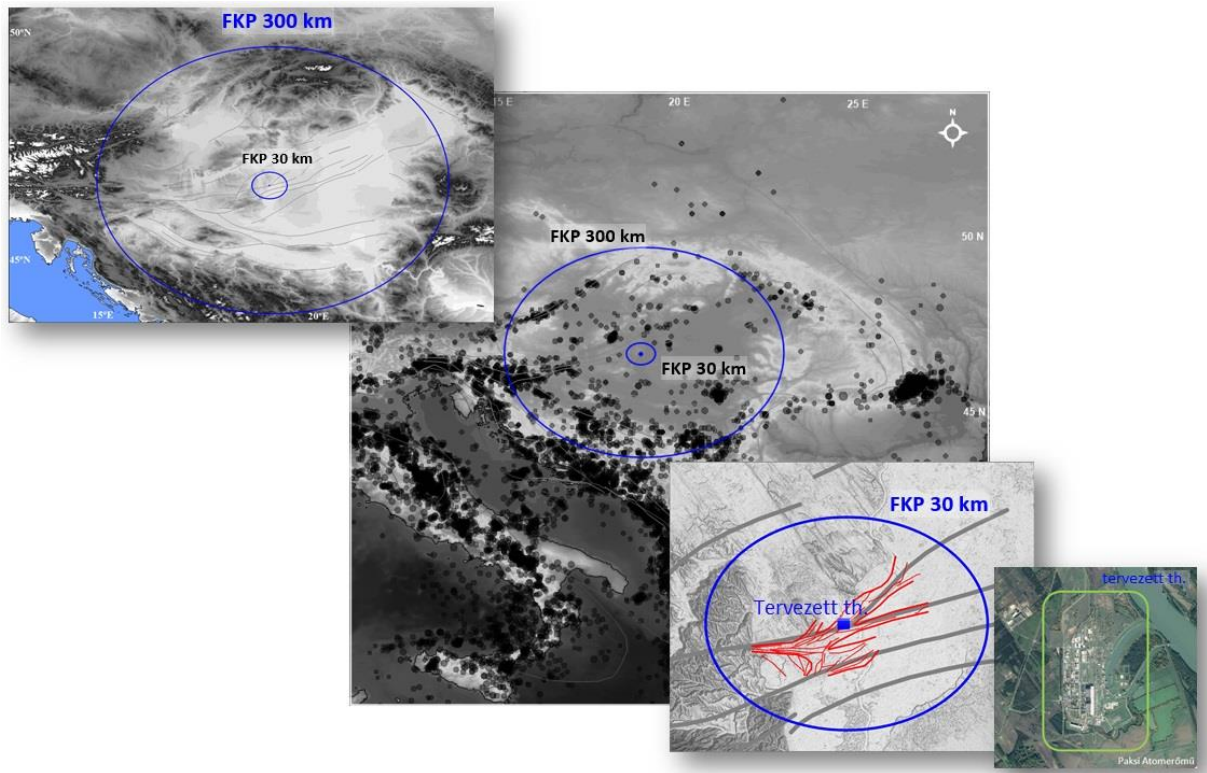 FKP 300 km
50°N
FKP 30 km
45°N
15°E
20°E
15 E
20 E
25 E
N
50 N
FKP 300 km
FKP 30 km
45 N
FKP 30 km
Tervezett th.
tervezett th.
Paksi Atomerőmű